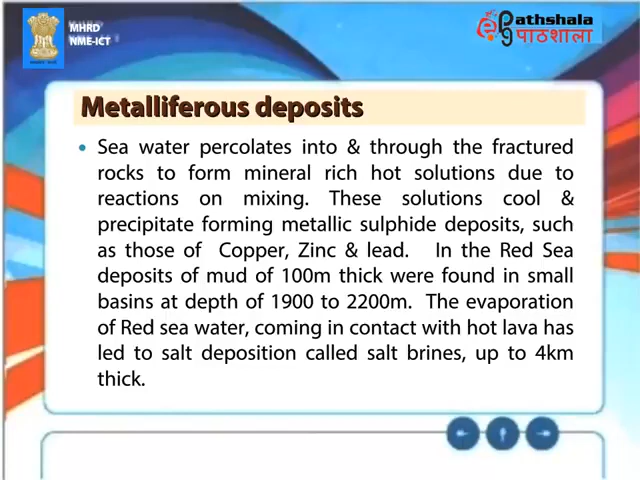 MHRD
NME-ICT
Pathshala
पाठशाला
Metalliferous deposits
• Sea water percolates into & through the fractured
rocks to form mineral rich hot solutions due to
reactions on mixing. These solutions cool &
precipitate forming metallic sulphide deposits, such
as those of Copper, Zinc & lead. In the Red Sea
deposits of mud of 100m thick were found in small
basins at depth of 1900 to 2200m. The evaporation
of Red sea water, coming in contact with hot lava has
led to salt deposition called salt brines, up to 4km
thick.